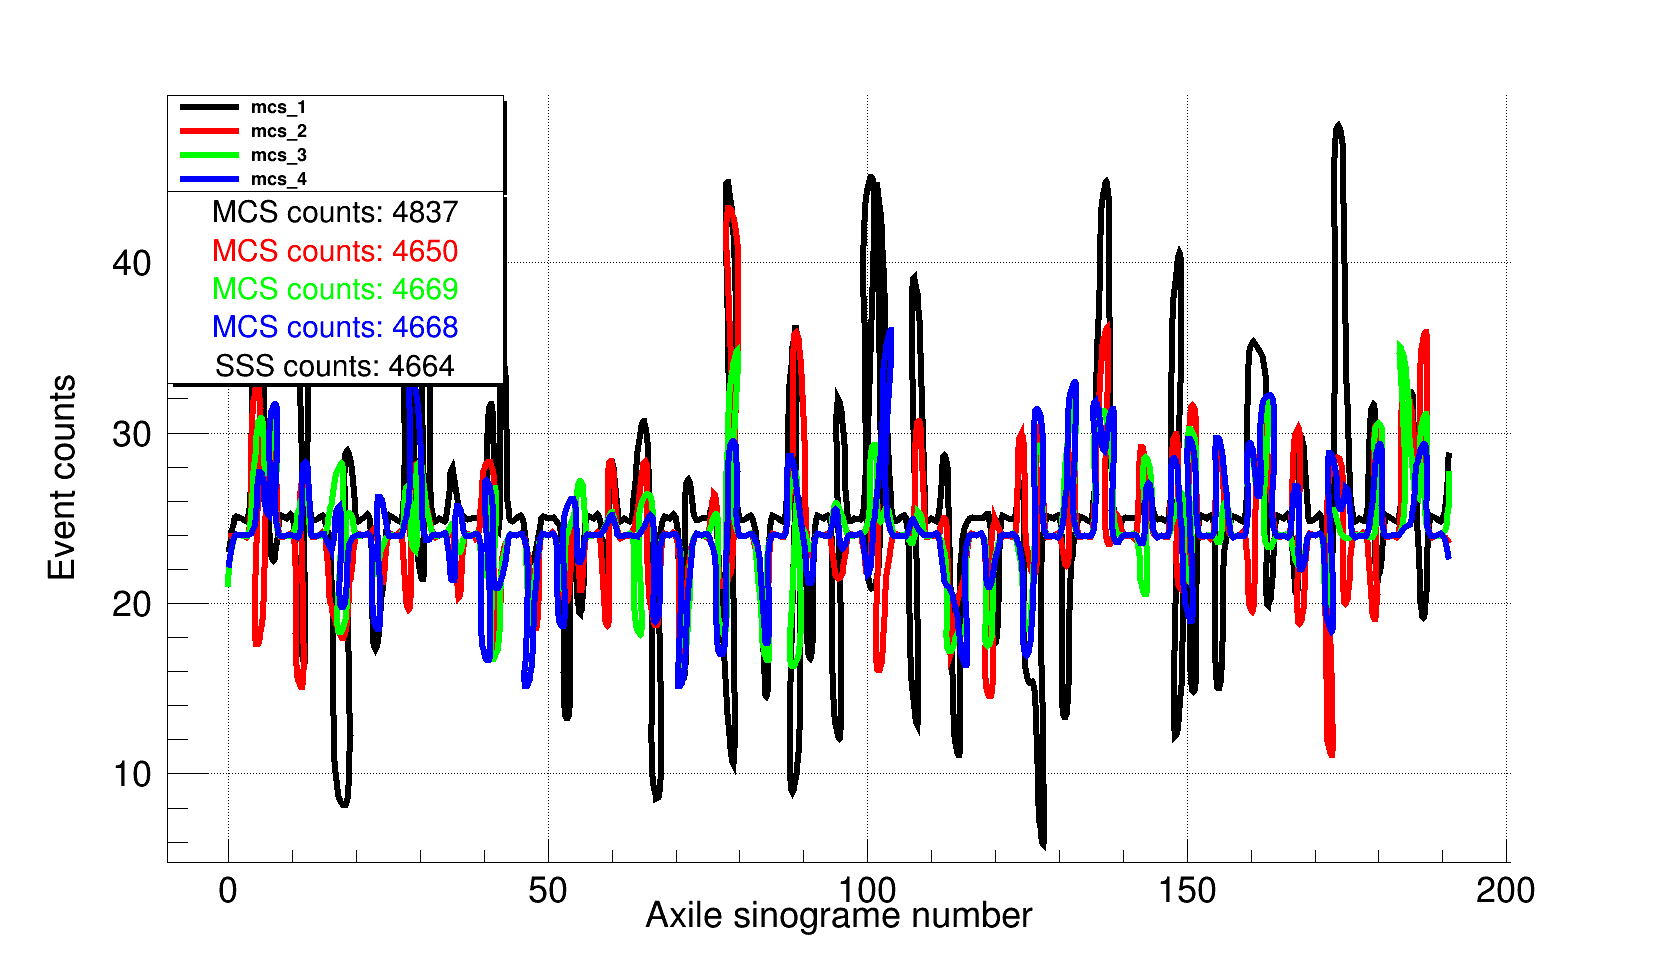 mcs_1
mcs_2
mcs_3
mcs_4
MCS counts: 4837
MCS counts: 4650
MCS counts: 4669
MCS counts: 4668
SSS counts: 4664
Event counts
40
30
20
10
0 50 100 150 200
Axile sinograme number